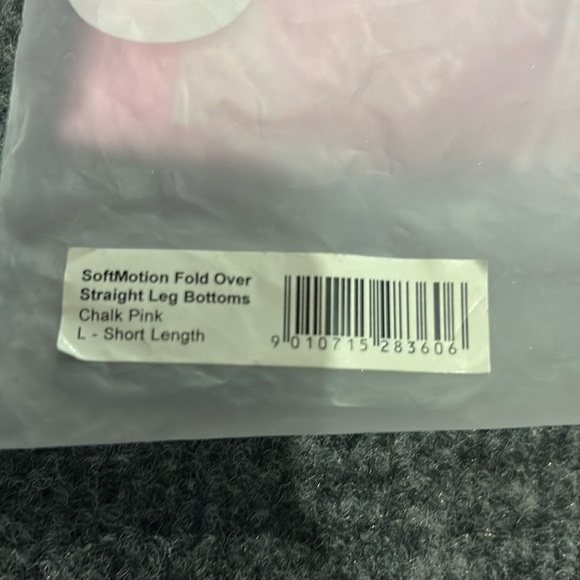 SoftMotion Fold Over
Straight Leg Bottoms
Chalk Pink
L - Short Length
9 010715 283606